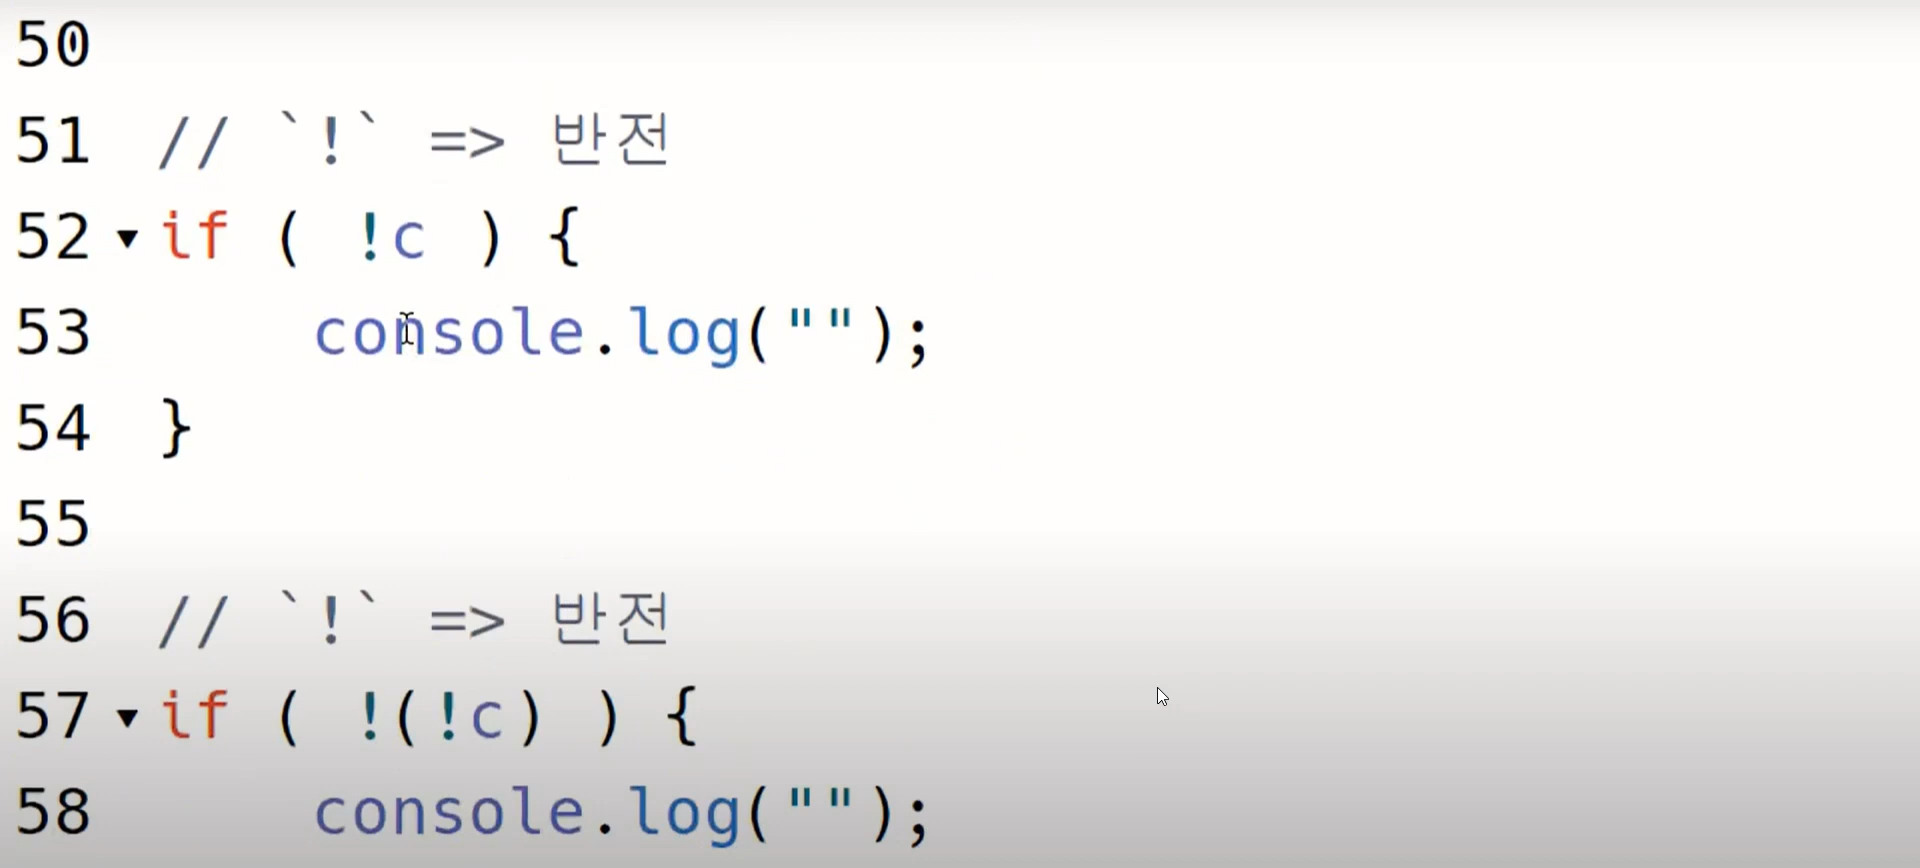 50
51 // `!` => 반전
52 if ( !c ) {
53 console.log("");
54 }
55
56 // `!` => 반전
57 if ( !(!c) ) {
58 console.log("");